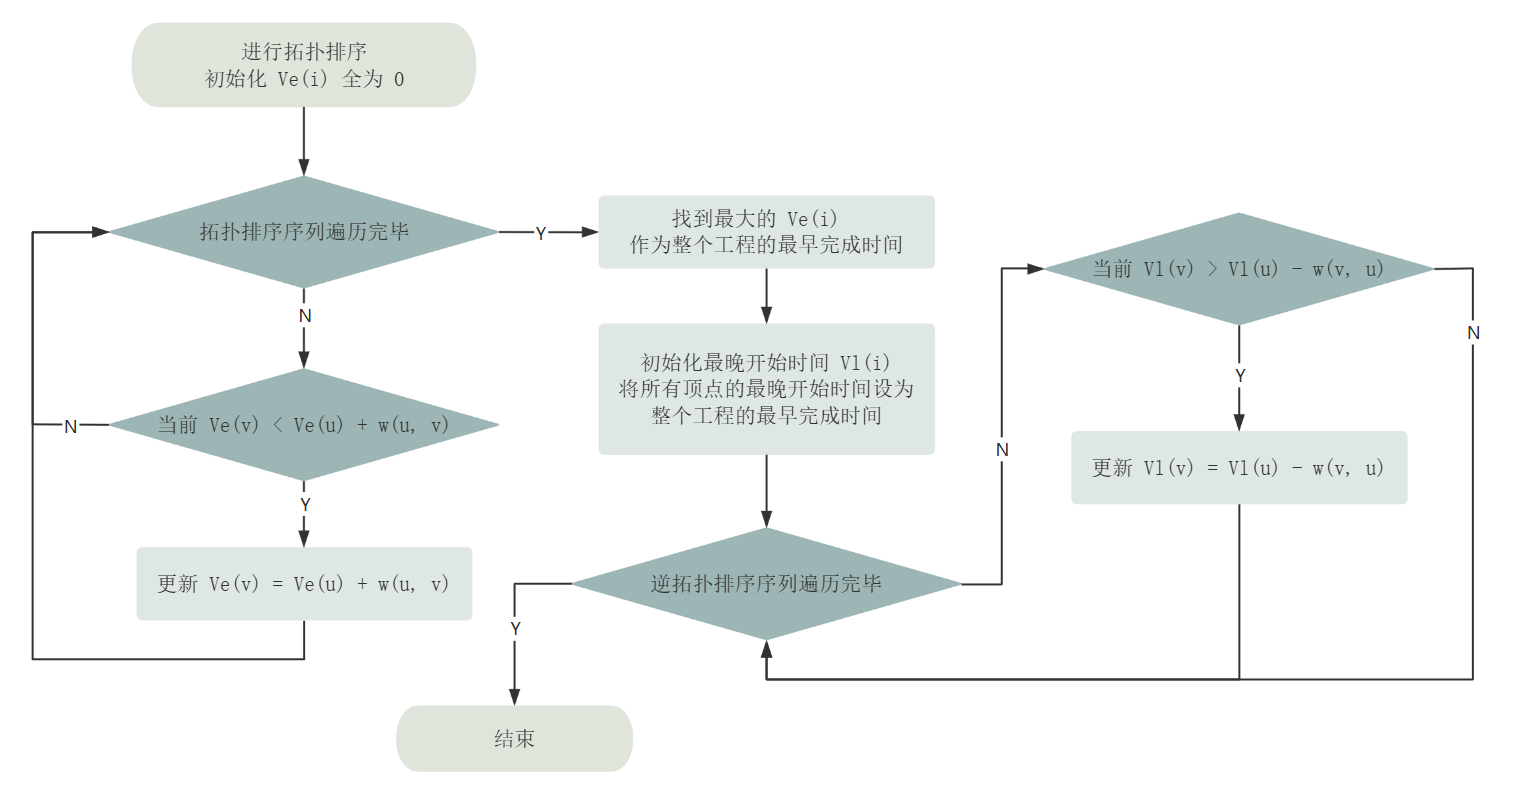 进行拓扑排序
初始化 Ve(i) 全为 0
拓扑排序序列遍历完毕
Y
N
当前 Ve(v) < Ve(u) + w(u, v)
N
Y
更新 Ve(v) = Ve(u) + w(u, v)
找到最大的 Ve(i)
作为整个工程的最早完成时间
初始化最晚开始时间 Vl(i)
将所有顶点的最晚开始时间设为
整个工程的最早完成时间
逆拓扑排序序列遍历完毕
Y
N
当前 Vl(v) > Vl(u) - w(v, u)
N
Y
更新 Vl(v) = Vl(u) - w(v, u)
结束